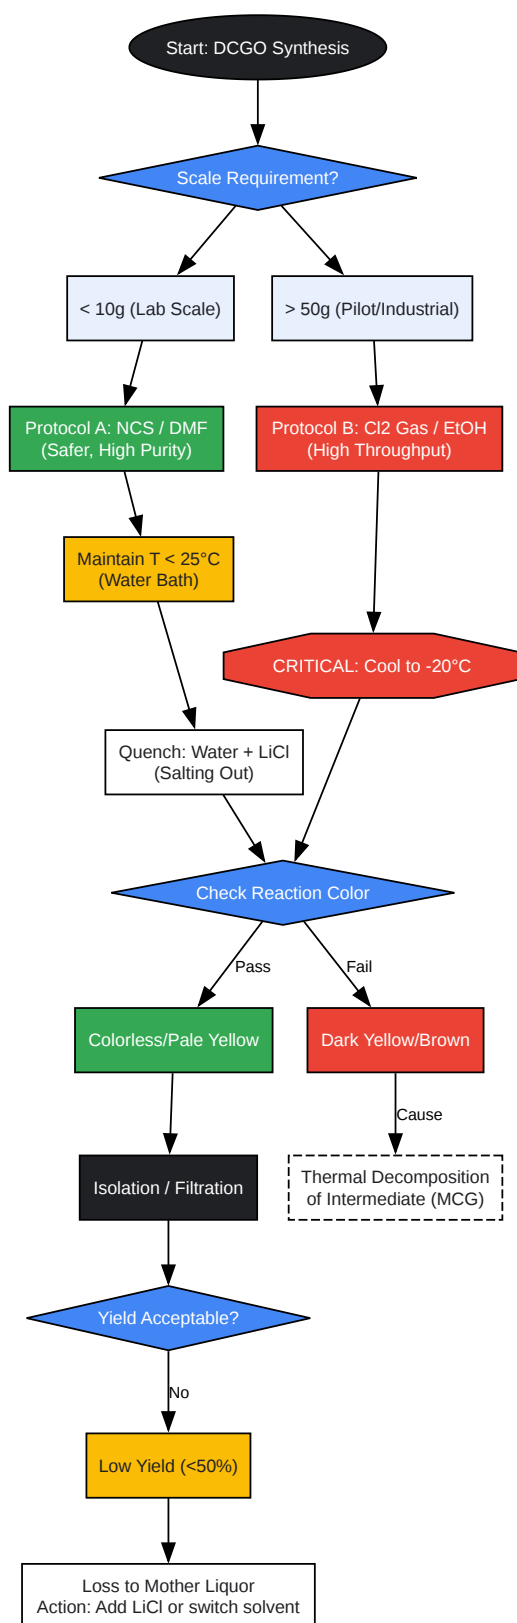 Start: DCGO Synthesis
Scale Requirement?
< 10g (Lab Scale)
> 50g (Pilot/Industrial)
Protocol A: NCS / DMF
(Safer, High Purity)
Protocol B: Cl2 Gas / EtOH
(High Throughput)
Maintain T < 25°C
(Water Bath)
CRITICAL: Cool to -20°C
Quench: Water + LiCl
(Salting Out)
Check Reaction Color
Pass
Fail
Colorless/Pale Yellow
Dark Yellow/Brown
Cause
Isolation / Filtration
Thermal Decomposition
of Intermediate (MCG)
Yield Acceptable?
No
Low Yield (<50%)
Loss to Mother Liquor
Action: Add LiCl or switch solvent